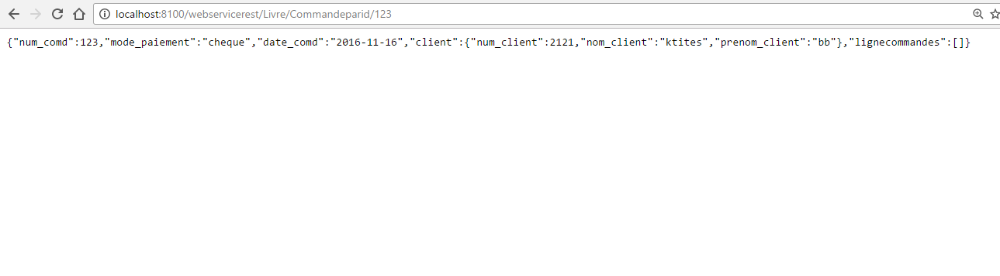 localhost:8100/webservicerest/Livre/Commandeparid/123
{"num_comd":123,"mode_paiement":"cheque","date_comd":"2016-11-16","client":{"num_client":2121,"nom_client":"ktites","prenom_client":"bb"},"lignecommandes":[]}